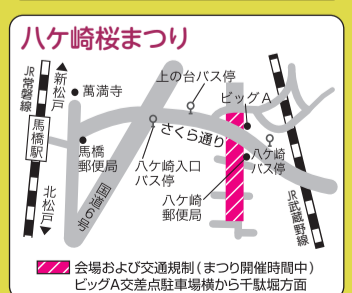 八ケ崎桜まつり
JR常磐線
新松戸
萬満寺
上の台バス停
ビッグA
馬橋駅
さくら通り
馬橋
郵便局
八ケ崎入口
バス停
八ケ崎
バス停
八ケ崎
郵便局
北松戸
国道6号
JR武蔵野線
会場および交通規制(まつり開催時間中)
ビッグA交差点駐車場横から千駄堀方面